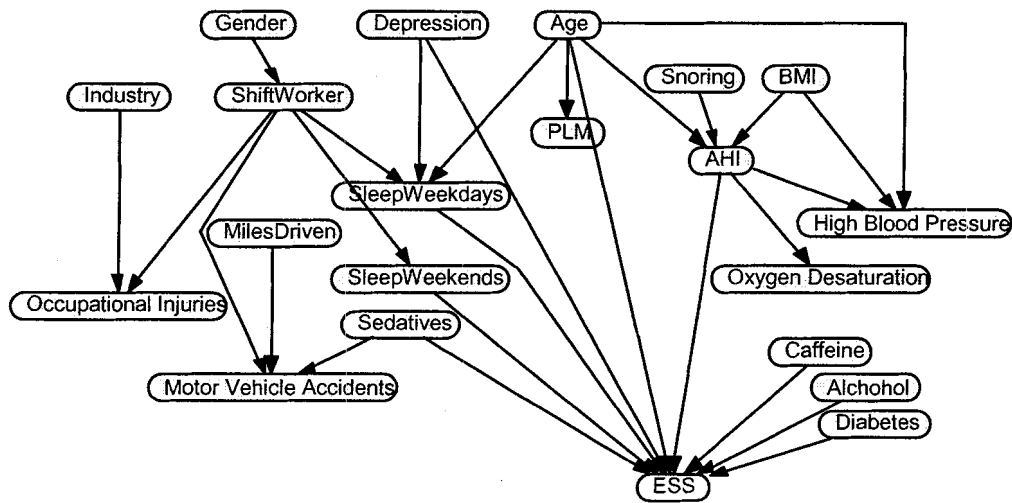 Gender
Depression
Age
Industry
ShiftWorker
Snoring
BMI
PLM
AHI
SleepWeekdays
MilesDriven
High Blood Pressure
SleepWeekends
Oxygen Desaturation
Occupational Injuries
Sedatives
Caffeine
Motor Vehicle Accidents
Alchohol
Diabetes
ESS